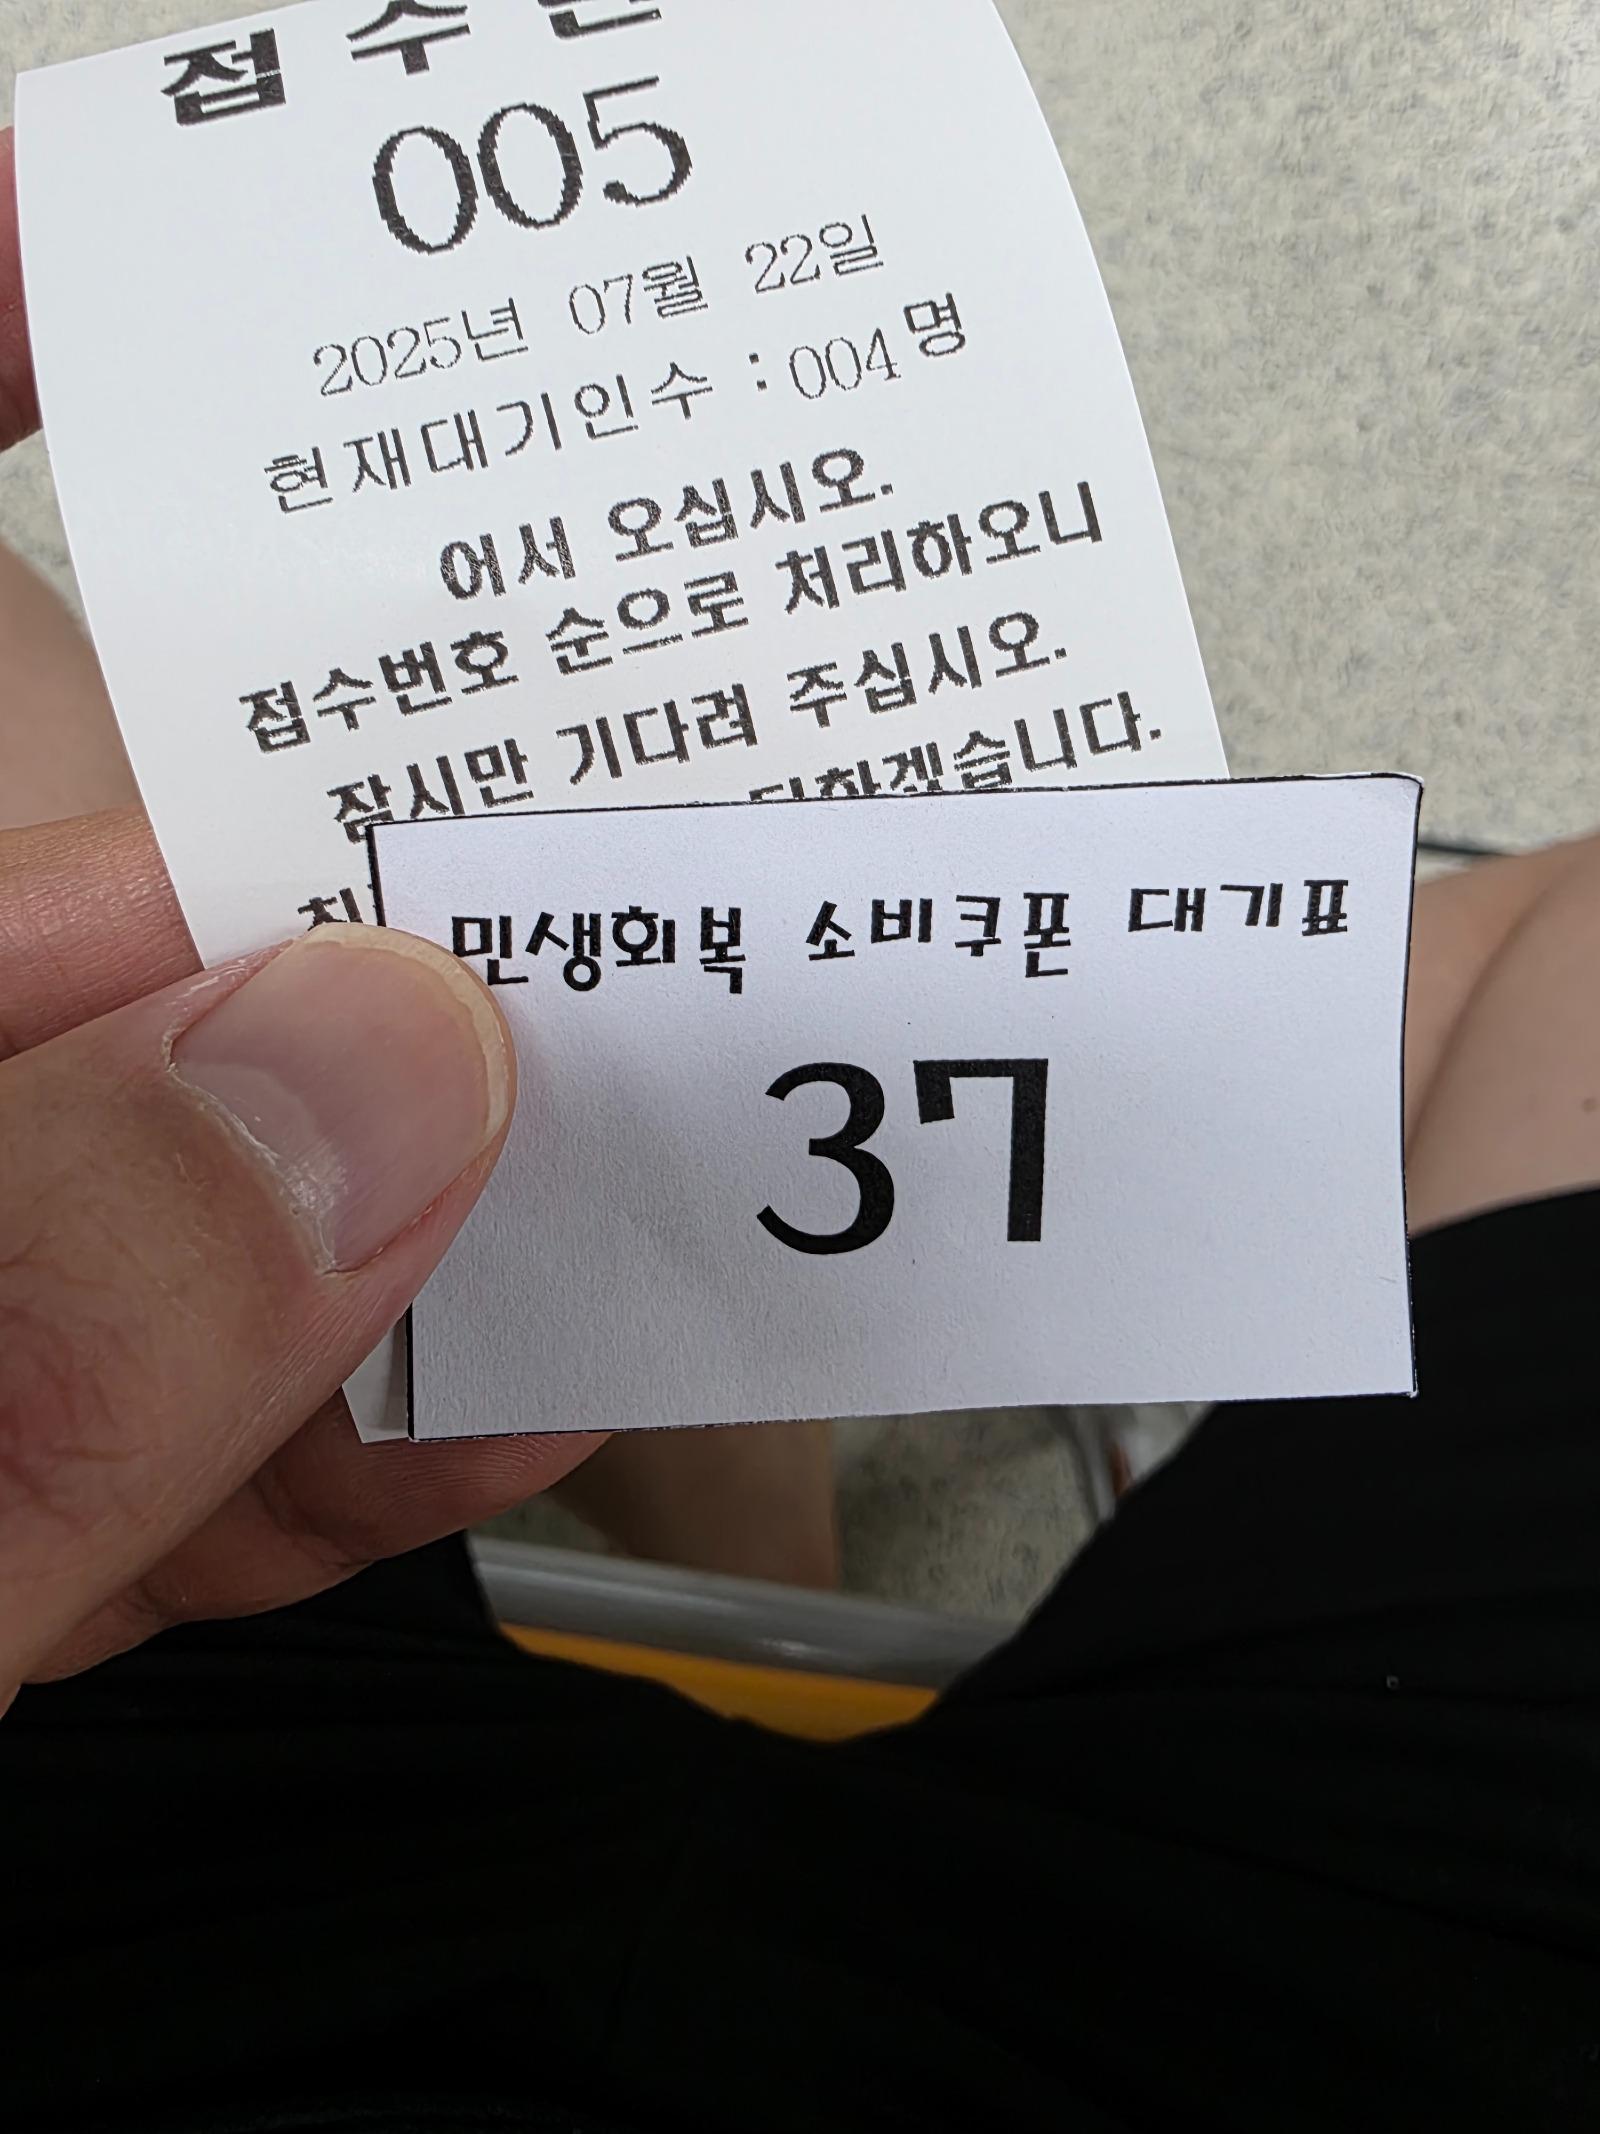 접수
005
2025년 07월 22일
현재대기인수 : 004명
어서 오십시오.
접수번호 순으로 처리하오니
잠시만 기다려 주십시오.
민생회복 소비쿠폰 대기표
37